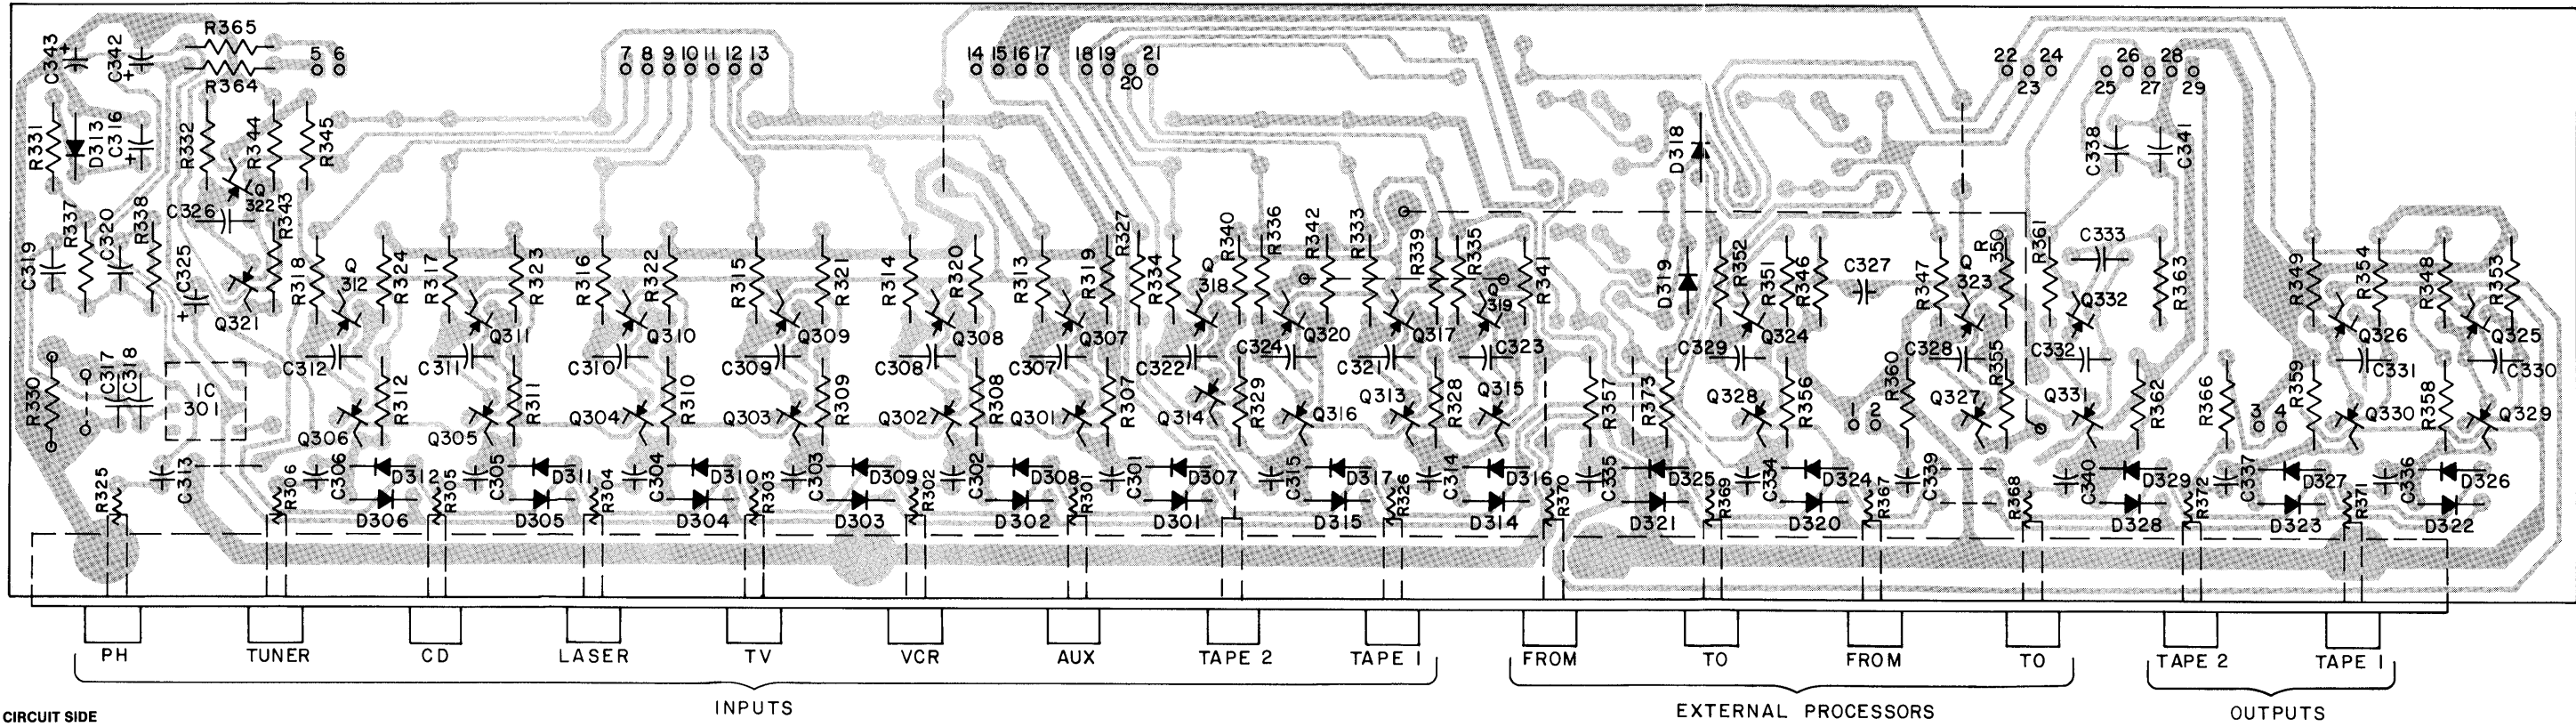 R365
C343 C342 R364
5 6
7 8 9 10 11 12 13
14 15 16 17 18 19 20 21
22 23 24 25 26 27 28 29
R331 D313 C316 R332 R344 R345
D318 C338 C341
Q 322 C326 R343
C319 R337 C320 R338 C325 Q321
R318 Q 312 R324 R317 R323 R316 R322 R315 R321 R314 R320 R313 R319 R327 R334 Q 318 R340 R336 R342 R333 R339 R335 Q 319 R341
D319 R352 R351 R346 C327 R347 Q 323 R 350 R361 C333 Q332 R363 R349 R354 R348 R353
Q311 Q310 Q309 Q308 Q307 Q320 Q317 Q324 Q326 Q325
C312 C311 C310 C309 C308 C307 C322 C324 C321 C323 C329 C328 C332 C331 C330
R330 C317 C318 IC 301
R312 R311 R310 R309 R308 R307 R329 R328 R357 R373 R356 R360 R355 R362 R366 R359 R358
Q306 Q305 Q304 Q303 Q302 Q301 Q314 Q316 Q313 Q315 Q328 1 2 Q327 Q331 3 4 Q330 Q329
R325 C313 R306 C306 D312 R305 C305 D311 R304 C304 D310 R303 C303 D309 R302 C302 D308 R301 C301 D307 C315 D317 R326 C314 D316 R370 C335 D325 R369 C334 D324 R367 C339 R368 C340 D329 R372 C337 D327 R371 C336 D326
D306 D305 D304 D303 D302 D301 D315 D314 D321 D320 D328 D323 D322
PH TUNER CD LASER TV VCR AUX TAPE 2 TAPE 1 FROM TO FROM TO TAPE 2 TAPE 1
INPUTS EXTERNAL PROCESSORS OUTPUTS
CIRCUIT SIDE